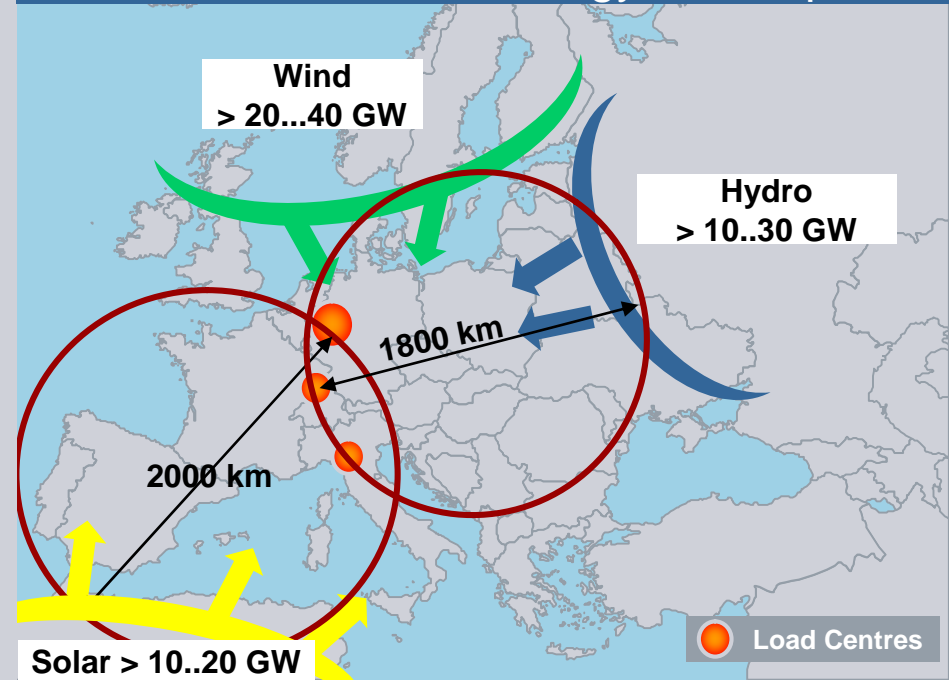 Wind
> 20...40 GW
Hydro
> 10..30 GW
1800 km
2000 km
Solar > 10..20 GW
Load Centres